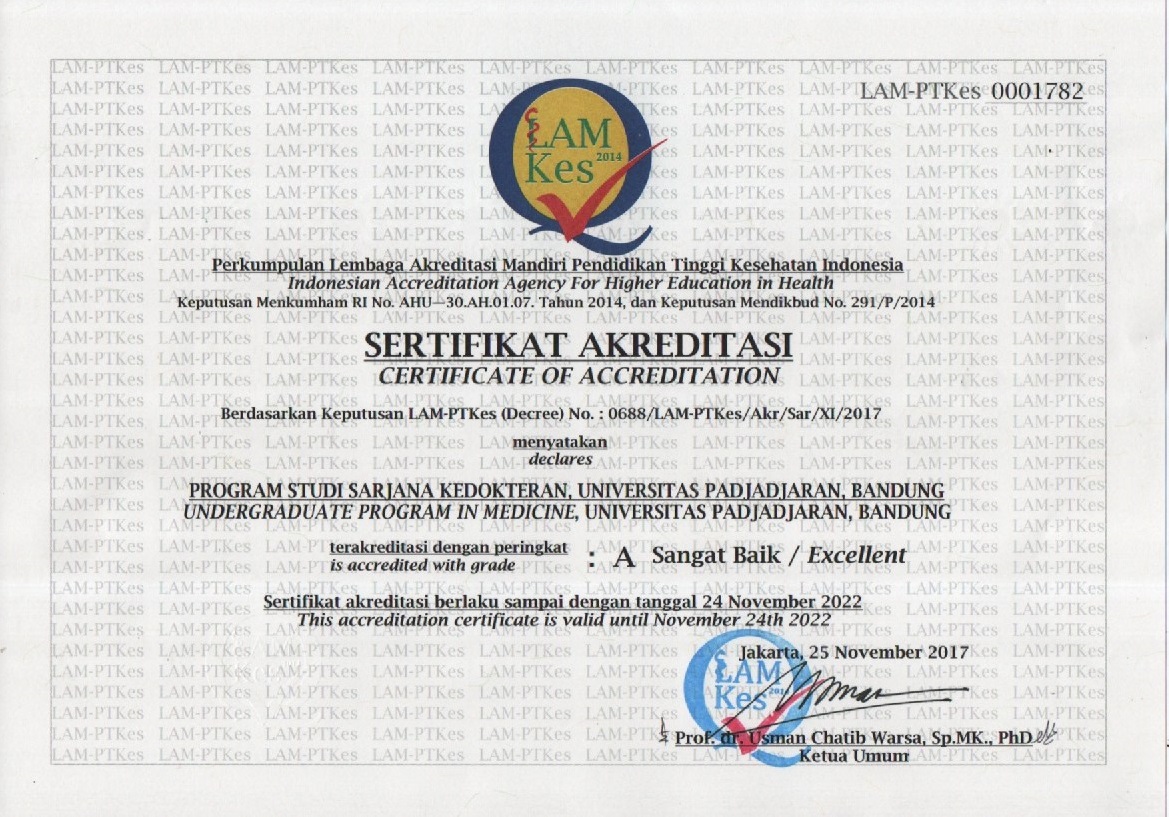 LAM-PTKes 0001782
LAM
Kes 2014
Perkumpulan Lembaga Akreditasi Mandiri Pendidikan Tinggi Kesehatan Indonesia
Indonesian Accreditation Agency For Higher Education in Health
Keputusan Menkumham RI No. AHU—30.AH.01.07. Tahun 2014, dan Keputusan Mendikbud No. 291/P/2014
SERTIFIKAT AKREDITASI
CERTIFICATE OF ACCREDITATION
Berdasarkan Keputusan LAM-PTKes (Decree) No. : 0688/LAM-PTKes/Akr/Sar/XI/2017
menyatakan
declares
PROGRAM STUDI SARJANA KEDOKTERAN, UNIVERSITAS PADJADJARAN, BANDUNG
UNDERGRADUATE PROGRAM IN MEDICINE, UNIVERSITAS PADJADJARAN, BANDUNG
terakreditasi dengan peringkat : A Sangat Baik / Excellent
is accredited with grade
Sertifikat akreditasi berlaku sampai dengan tanggal 24 November 2022
This accreditation certificate is valid until November 24th 2022
Jakarta, 25 November 2017
LAM
Kes 2014
Prof. dr. Usman Chatib Warsa, Sp.MK., PhD
Ketua Umum